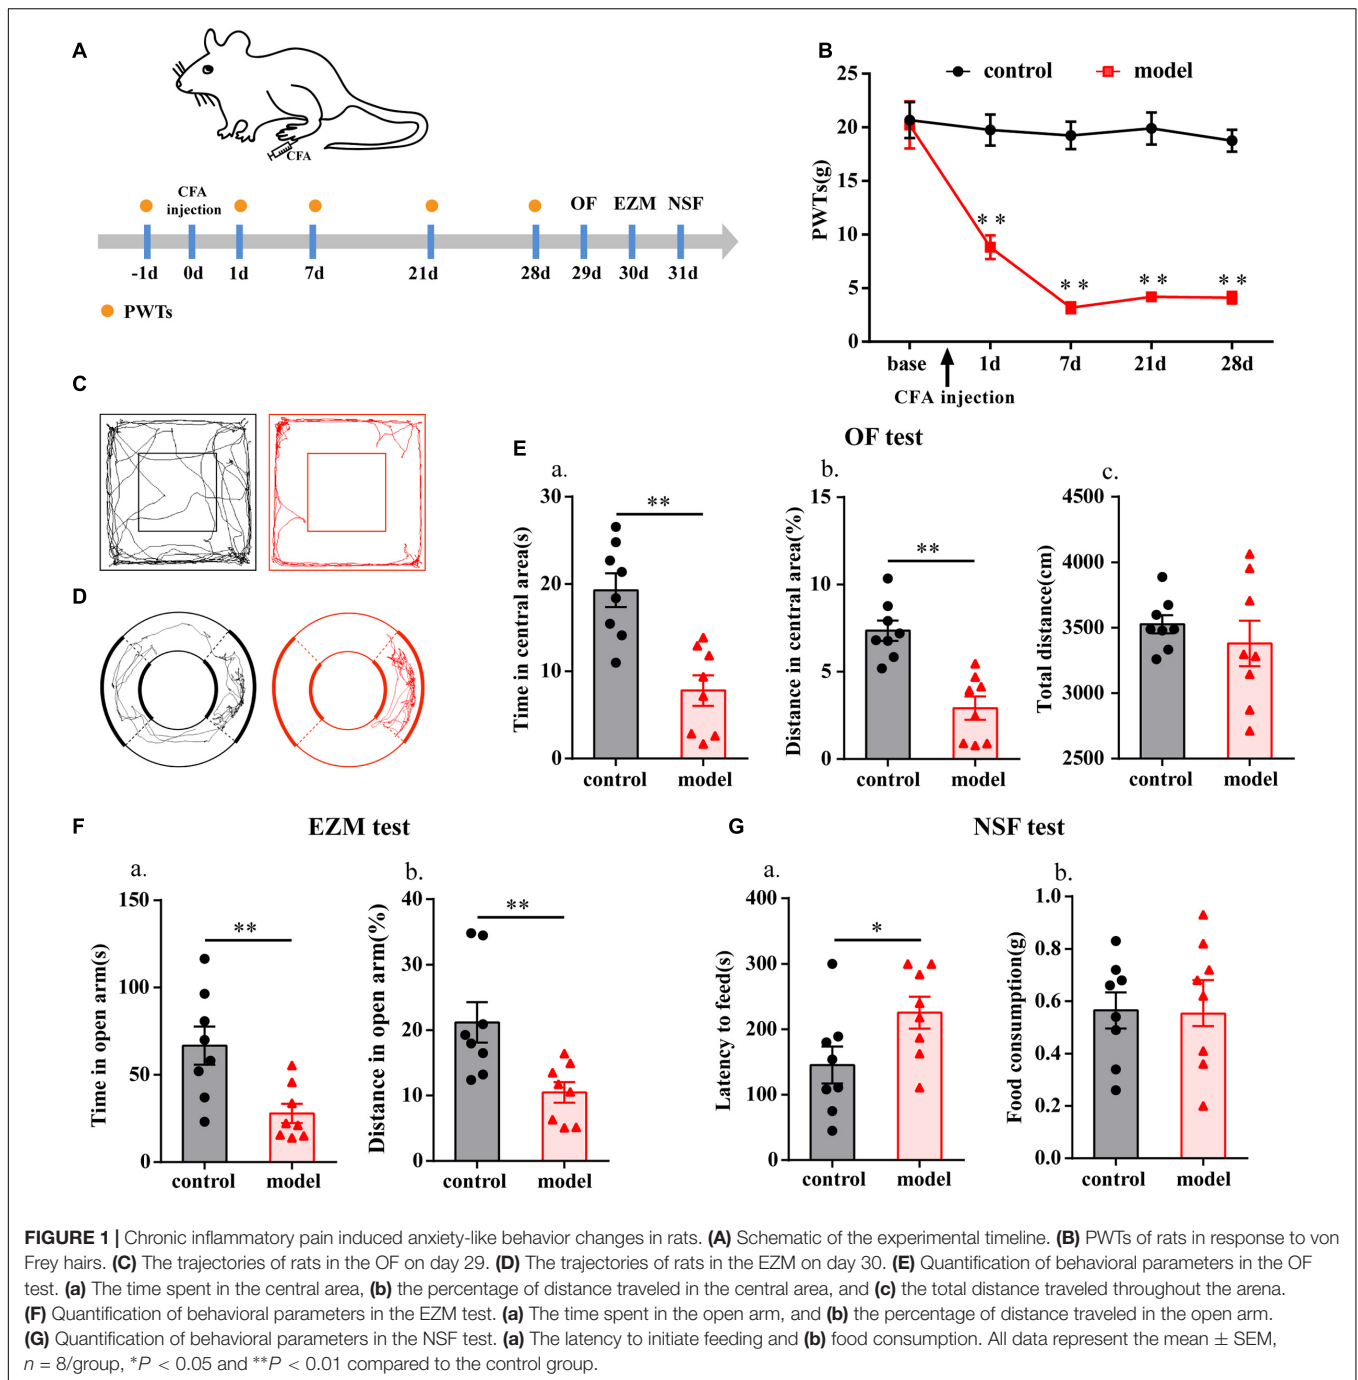 A
CFA
CFA
injection
OF
EZM
NSF
-1d
0d
1d
7d
21d
28d
29d
30d
31d
PWTs
B
control
model
PWTs(g)
25
20
15
10
5
0
**
**
**
**
base
1d
7d
21d
28d
CFA injection
C
D
E
OF test
a.
Time in central area(s)
30
20
10
0
**
control
model
b.
Distance in central area(%)
15
10
5
0
**
control
model
c.
Total distance(cm)
4500
4000
3500
3000
2500
control
model
F
EZM test
a.
Time in open arm(s)
150
100
50
0
**
control
model
b.
Distance in open arm(%)
40
30
20
10
0
**
control
model
G
NSF test
a.
Latency to feed(s)
400
300
200
100
0
*
control
model
b.
Food consumption(g)
1.0
0.8
0.6
0.4
0.2
0.0
control
model
FIGURE 1 | Chronic inflammatory pain induced anxiety-like behavior changes in rats. (A) Schematic of the experimental timeline. (B) PWTs of rats in response to von
Frey hairs. (C) The trajectories of rats in the OF on day 29. (D) The trajectories of rats in the EZM on day 30. (E) Quantification of behavioral parameters in the OF
test. (a) The time spent in the central area, (b) the percentage of distance traveled in the central area, and (c) the total distance traveled throughout the arena.
(F) Quantification of behavioral parameters in the EZM test. (a) The time spent in the open arm, and (b) the percentage of distance traveled in the open arm.
(G) Quantification of behavioral parameters in the NSF test. (a) The latency to initiate feeding and (b) food consumption. All data represent the mean ± SEM,
n = 8/group, *P < 0.05 and **P < 0.01 compared to the control group.